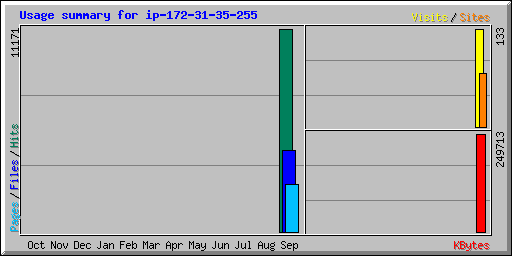 Usage summary for ip-172-31-35-255
Visits / Sites
11171
133
Pages / Files / Hits
249713
Oct Nov Dec Jan Feb Mar Apr May Jun Jul Aug Sep
KBytes